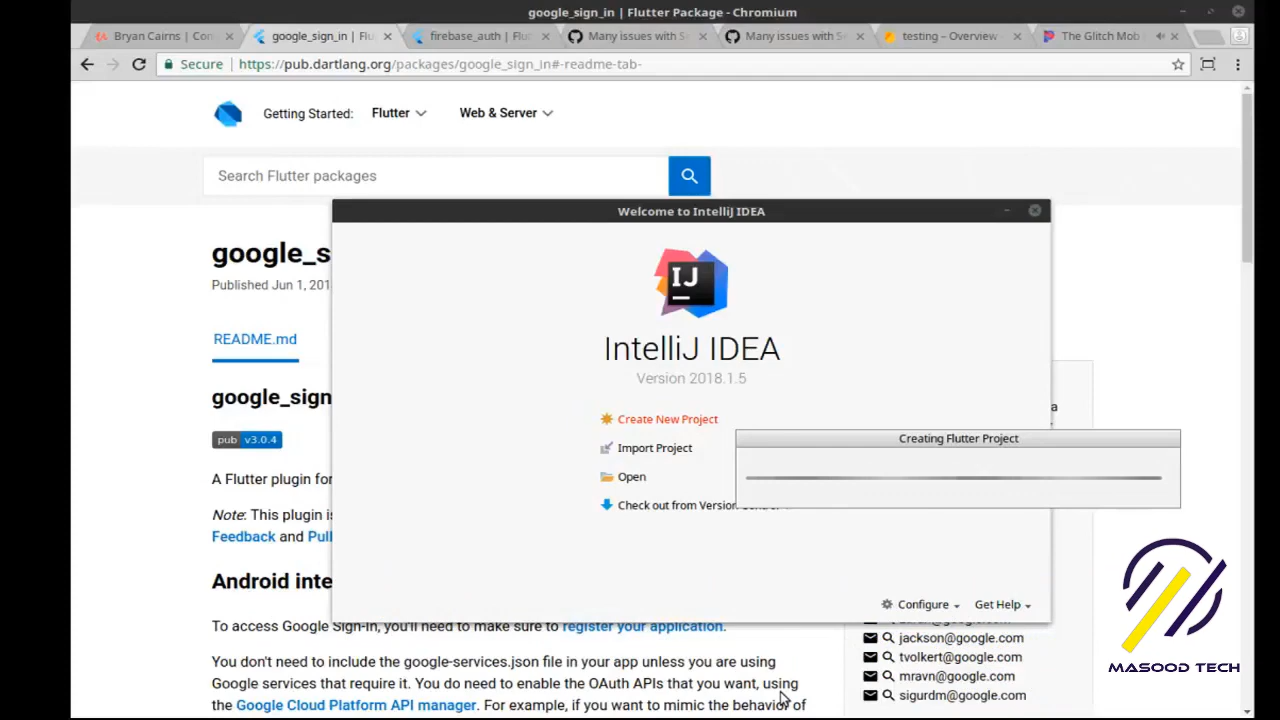 google_sign_in | Flutter Package - Chromium
Bryan Cairns | Con
google_sign_in | Flu
firebase_auth | Flut
Many issues with S
Many issues with S
testing – Overview -
The Glitch Mob
Secure | https://pub.dartlang.org/packages/google_sign_in#-readme-tab-
Getting Started:
Flutter
Web & Server
Search Flutter packages
Welcome to IntelliJ IDEA
google_s
Published Jun 1, 201
IJ
README.md
IntelliJ IDEA
Version 2018.1.5
google_sign
Create New Project
pub v3.0.4
Creating Flutter Project
Import Project
A Flutter plugin for
Open
Note: This plugin is
Check out from Version
Feedback and Pull
Android inte
Configure
Get Help
To access Google Sign-In, you'll need to make sure to register your application.
jackson@google.com
You don't need to include the google-services.json file in your app unless you are using
tvolkert@google.com
Google services that require it. You do need to enable the OAuth APIs that you want, using
mravn@google.com
the Google Cloud Platform API manager. For example, if you want to mimic the behavior of
sigurdm@google.com
MASOOD TECH